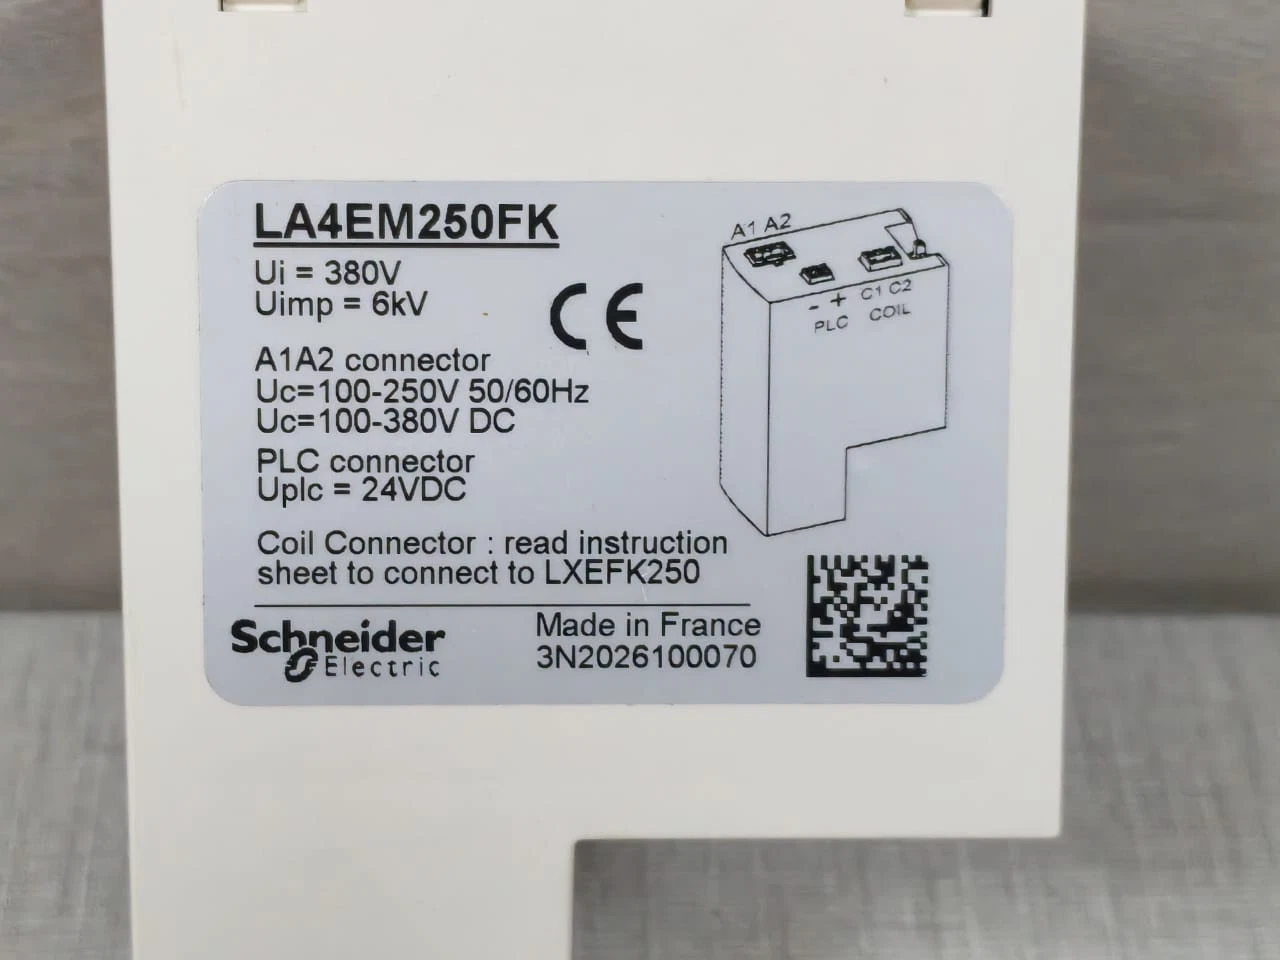 LA4EM250FK
Ui = 380V
Uimp = 6kV
CE
A1A2 connector
Uc=100-250V 50/60Hz
Uc=100-380V DC
PLC connector
Uplc = 24VDC
Coil Connector : read instruction
sheet to connect to LXEFK250
Schneider
Electric
Made in France
3N2026100070
A1 A2
- + C1 C2
PLC COIL